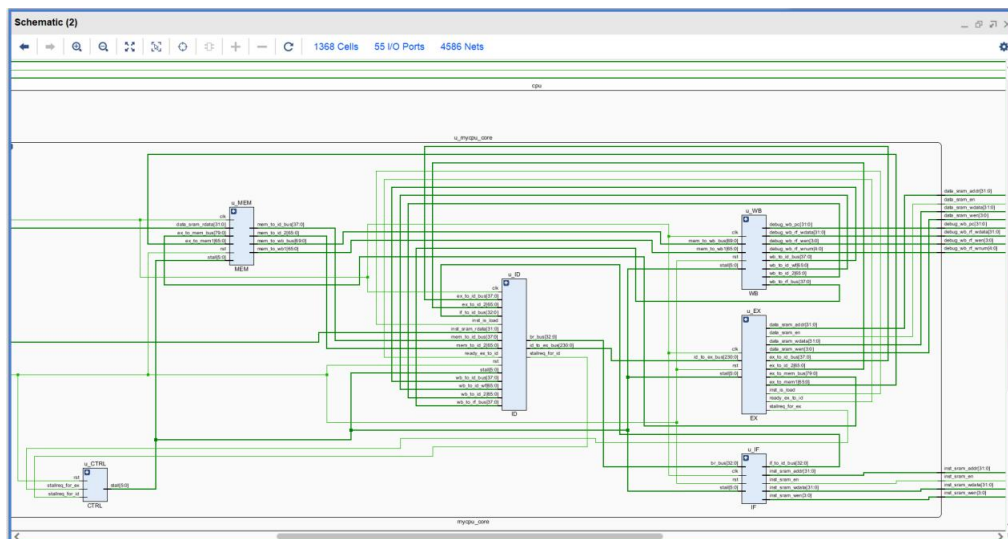 Schematic (2)
1368 Cells 55 I/O Ports 4586 Nets
cpu
u_mycpu_core
u_MEM
clk
data_sram_rdata[31:0]
ex_to_mem_bus[79:0]
ex_to_mem1[65:0]
rst
stall[5:0]
mem_to_id_bus[37:0]
mem_to_id_2[65:0]
mem_to_wb_bus[69:0]
mem_to_wb1[65:0]
MEM
u_ID
clk
ex_to_id_bus[37:0]
ex_to_id_2[65:0]
if_to_id_bus[32:0]
inst_is_load
inst_sram_rdata[31:0]
mem_to_id_bus[37:0]
mem_to_id_2[65:0]
ready_ex_to_id
rst
stall[5:0]
wb_to_id_bus[37:0]
wb_to_id_wf[65:0]
wb_to_id_2[65:0]
wb_to_rf_bus[37:0]
br_bus[32:0]
id_to_ex_bus[230:0]
stallreq_for_id
ID
u_WB
clk
mem_to_wb_bus[69:0]
mem_to_wb1[65:0]
rst
stall[5:0]
debug_wb_pc[31:0]
debug_wb_rf_wdata[31:0]
debug_wb_rf_wen[3:0]
debug_wb_rf_wnum[4:0]
wb_to_id_bus[37:0]
wb_to_id_wf[65:0]
wb_to_id_2[65:0]
wb_to_rf_bus[37:0]
WB
u_EX
clk
id_to_ex_bus[230:0]
rst
stall[5:0]
data_sram_addr[31:0]
data_sram_en
data_sram_wdata[31:0]
data_sram_wen[3:0]
ex_to_id_bus[37:0]
ex_to_id_2[65:0]
ex_to_mem_bus[79:0]
ex_to_mem1[65:0]
inst_is_load
ready_ex_to_id
stallreq_for_ex
EX
u_IF
br_bus[32:0]
clk
rst
stall[5:0]
if_to_id_bus[32:0]
inst_sram_addr[31:0]
inst_sram_en
inst_sram_wdata[31:0]
inst_sram_wen[3:0]
IF
u_CTRL
rst
stallreq_for_ex
stallreq_for_id
stall[5:0]
CTRL
data_sram_addr[31:0]
data_sram_en
data_sram_wdata[31:0]
data_sram_wen[3:0]
debug_wb_pc[31:0]
debug_wb_rf_wdata[31:0]
debug_wb_rf_wen[3:0]
debug_wb_rf_wnum[4:0]
inst_sram_addr[31:0]
inst_sram_en
inst_sram_wdata[31:0]
inst_sram_wen[3:0]
mycpu_core